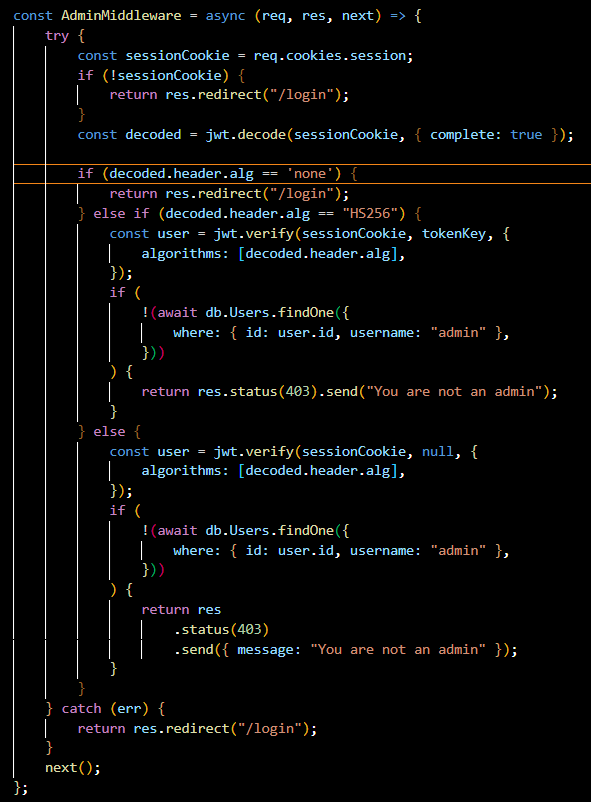 const AdminMiddleware = async (req, res, next) => {
    try {
        const sessionCookie = req.cookies.session;
        if (!sessionCookie) {
            return res.redirect("/login");
        }
        const decoded = jwt.decode(sessionCookie, { complete: true });

        if (decoded.header.alg == 'none') {
            return res.redirect("/login");
        } else if (decoded.header.alg == "HS256") {
            const user = jwt.verify(sessionCookie, tokenKey, {
                algorithms: [decoded.header.alg],
            });
            if (
                !(await db.Users.findOne({
                    where: { id: user.id, username: "admin" },
                }))
            ) {
                return res.status(403).send("You are not an admin");
            }
        } else {
            const user = jwt.verify(sessionCookie, null, {
                algorithms: [decoded.header.alg],
            });
            if (
                !(await db.Users.findOne({
                    where: { id: user.id, username: "admin" },
                }))
            ) {
                return res
                    .status(403)
                    .send({ message: "You are not an admin" });
            }
        }
    } catch (err) {
        return res.redirect("/login");
    }
    next();
};